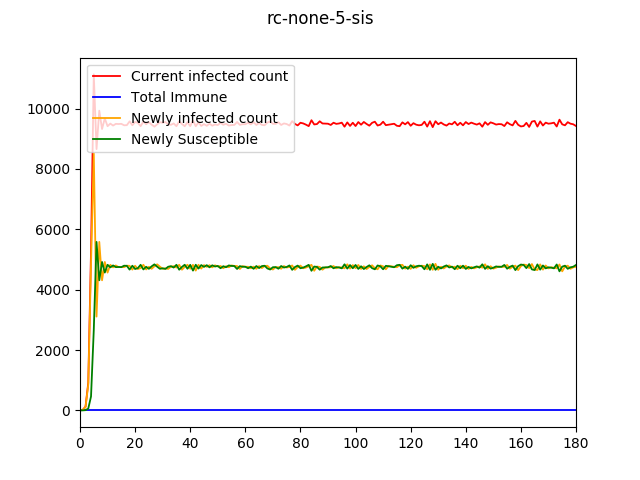 rc-none-5-sis
Current infected count
Total Immune
Newly infected count
Newly Susceptible
10000
8000
6000
4000
2000
0
0 20 40 60 80 100 120 140 160 180